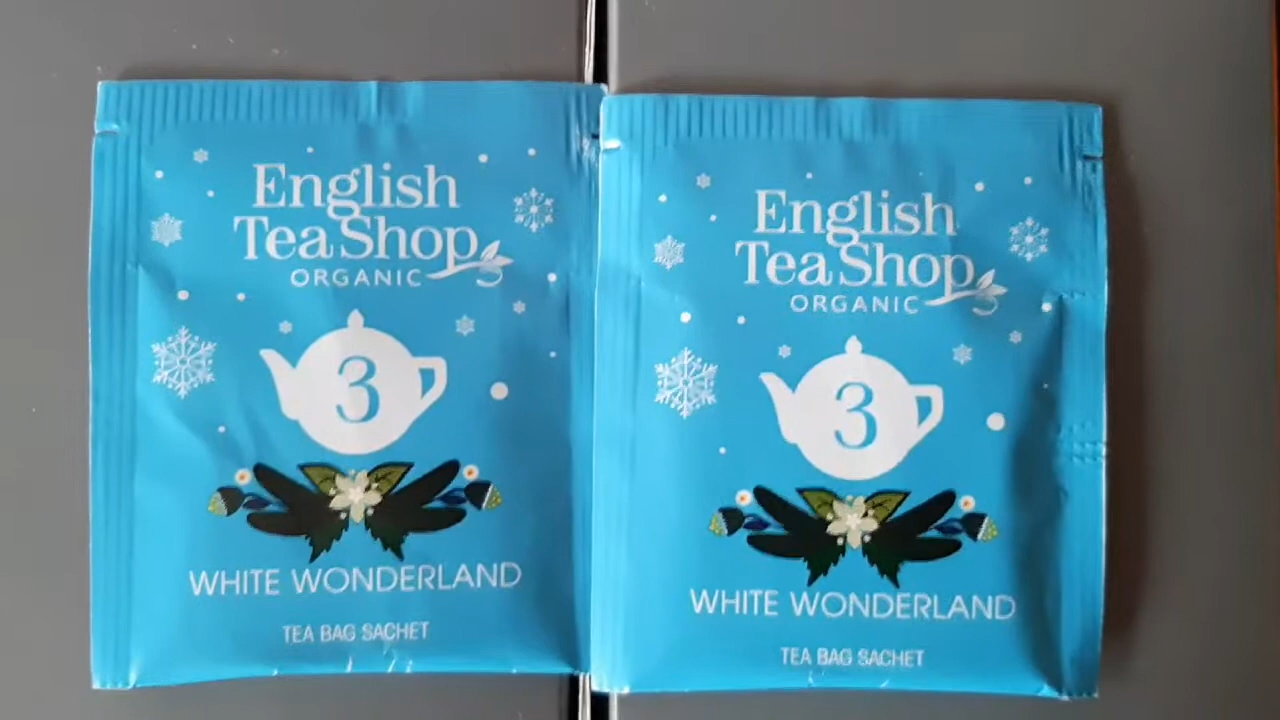 English
Tea Shop
ORGANIC
3
WHITE WONDERLAND
TEA BAG SACHET
English
Tea Shop
ORGANIC
3
WHITE WONDERLAND
TEA BAG SACHET